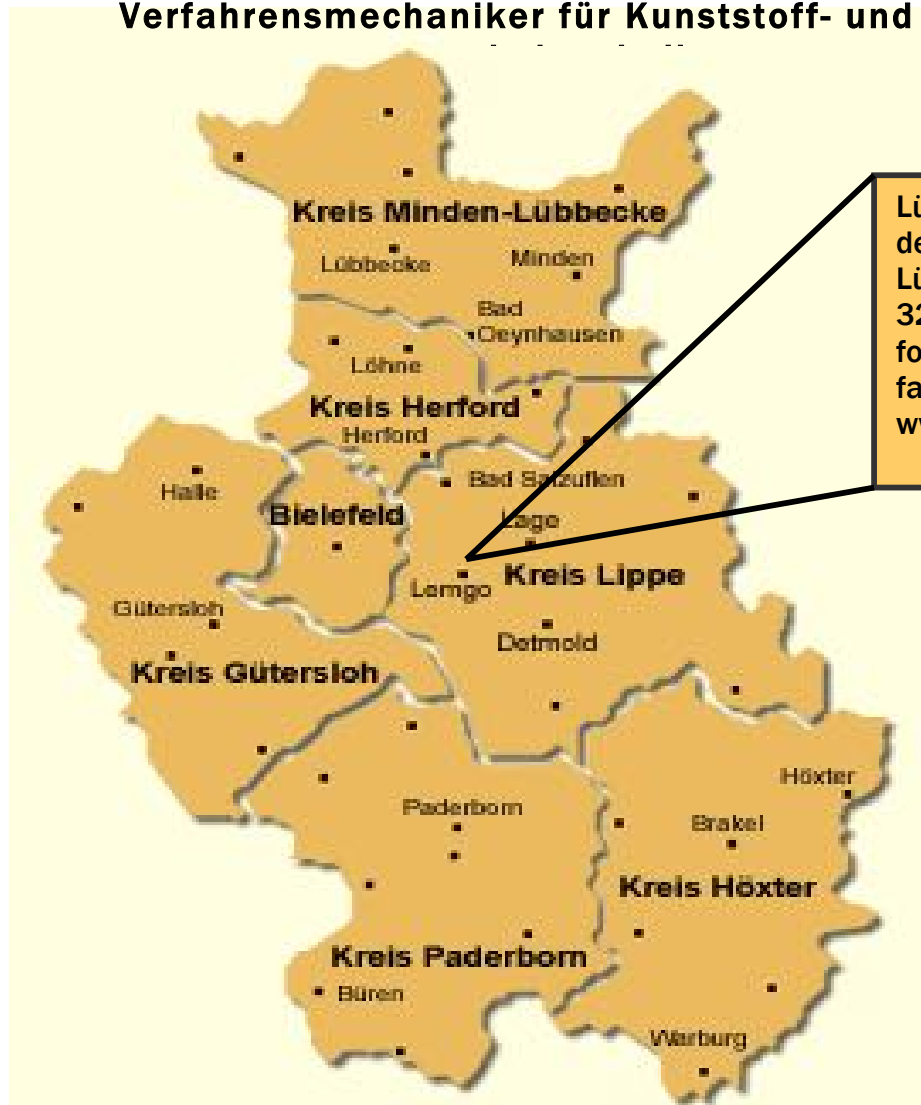 Verfahrensmechaniker für Kunststoff- und
Kreis Minden-Lübbecke
Lübbecke
Minden
Bad
Oeynhausen
Löhne
Kreis Herford
Herford
Bad Salzuflen
Halle
Bielefeld
Lage
Kreis Lippe
Lemgo
Gütersloh
Detmold
Kreis Gütersloh
Höxter
Paderborn
Brakel
Kreis Höxter
Kreis Paderborn
Büren
Warburg